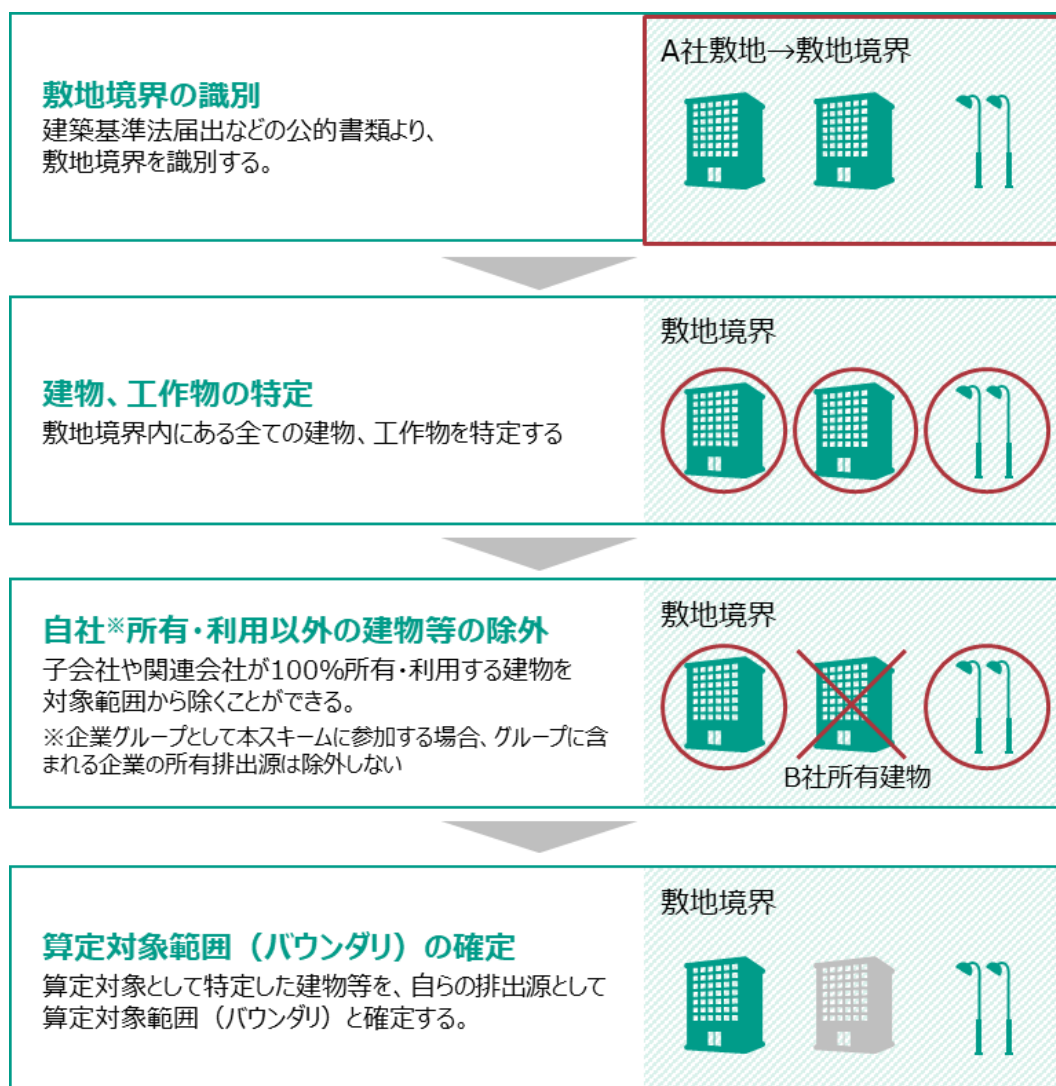 敷地境界の識別
建築基準法届出などの公的書類より、
敷地境界を識別する。
A社敷地→敷地境界
建物、工作物の特定
敷地境界内にある全ての建物、工作物を特定する
敷地境界
自社※所有・利用以外の建物等の除外
子会社や関連会社が100%所有・利用する建物を
対象範囲から除くことができる。
※企業グループとして本スキームに参加する場合、グループに含
まれる企業の所有排出源は除外しない
敷地境界
B社所有建物
算定対象範囲（バウンダリ）の確定
算定対象として特定した建物等を、自らの排出源として
算定対象範囲（バウンダリ）と確定する。
敷地境界